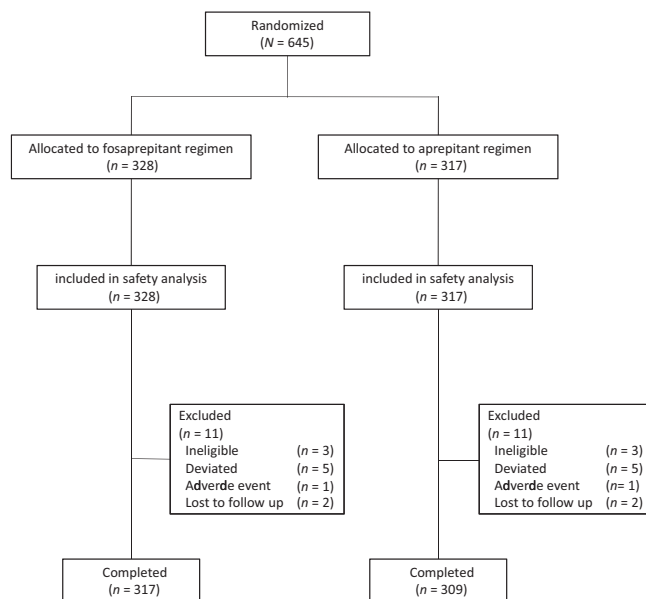 Randomized
(N = 645)
Allocated to fosaprepitant regimen
(n = 328)
Allocated to aprepitant regimen
(n = 317)
included in safety analysis
(n = 328)
included in safety analysis
(n = 317)
Excluded
(n = 11)
Ineligible (n = 3)
Deviated (n = 5)
Adverde event (n = 1)
Lost to follow up (n = 2)
Excluded
(n = 11)
Ineligible (n = 3)
Deviated (n = 5)
Adverde event (n= 1)
Lost to follow up (n = 2)
Completed
(n = 317)
Completed
(n = 309)